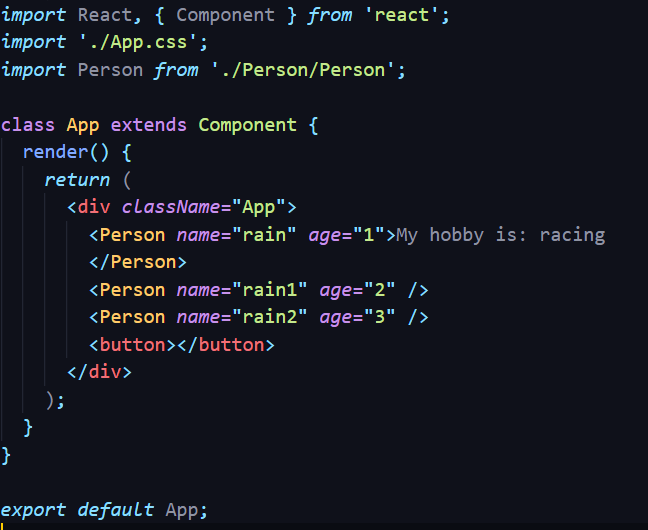 import React, { Component } from 'react';
import './App.css';
import Person from './Person/Person';

class App extends Component {
  render() {
    return (
      <div className="App">
        <Person name="rain" age="1">My hobby is: racing
        </Person>
        <Person name="rain1" age="2" />
        <Person name="rain2" age="3" />
        <button></button>
      </div>
    );
  }
}

export default App;